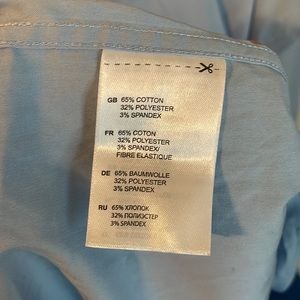 GB 65% COTTON
32% POLYESTER
3% SPANDEX
FR 65% COTON
32% POLYESTER
3% SPANDEX/
FIBRE ELASTIQUE
DE 65% BAUMWOLLE
32% POLYESTER
3% SPANDEX
RU 65% ХЛОПОК
32% ПОЛИЭСТЕР
3% SPANDEX